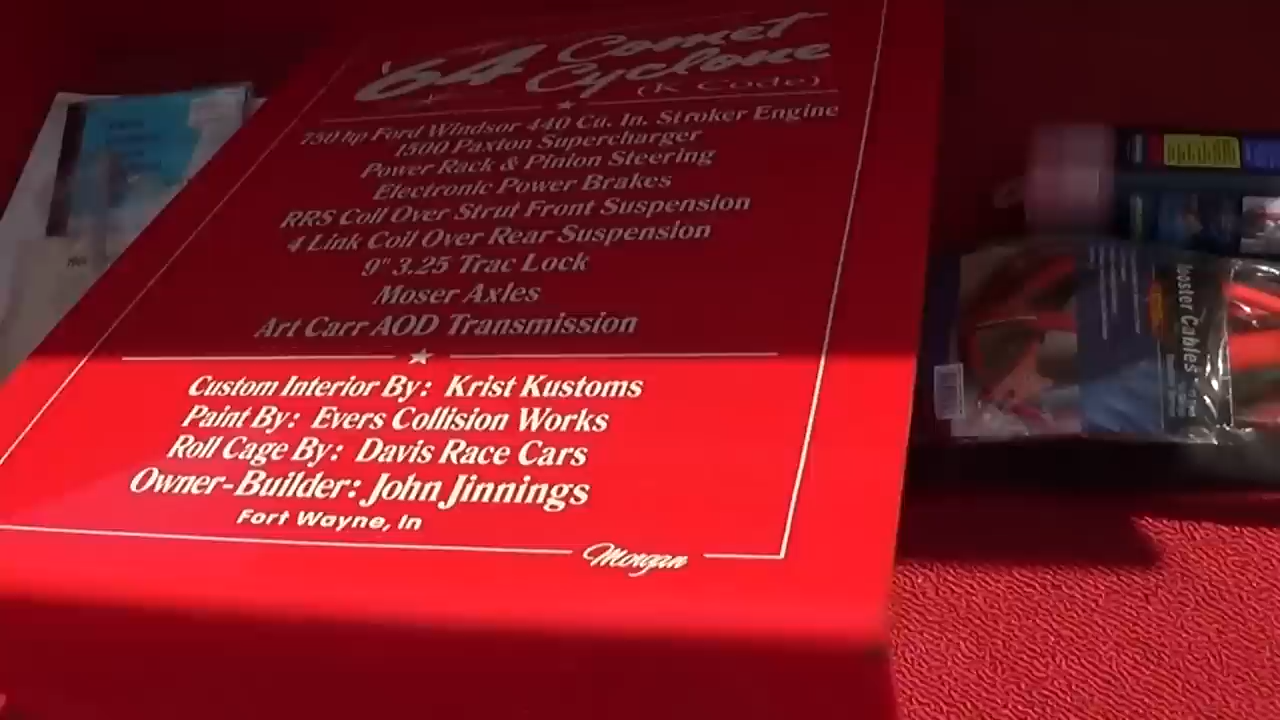 '64 Comet
Cyclone
(K Code)
750 hp Ford Windsor 440 Cu. In. Stroker Engine
1500 Paxton Supercharger
Power Rack & Pinion Steering
Electronic Power Brakes
RRS Coil Over Strut Front Suspension
4 Link Coil Over Rear Suspension
9" 3.25 Trac Lock
Moser Axles
Art Carr AOD Transmission
Custom Interior By: Krist Kustoms
Paint By: Evers Collision Works
Roll Cage By: Davis Race Cars
Owner-Builder: John Jinnings
Fort Wayne, In
Morgan
ooster Cables